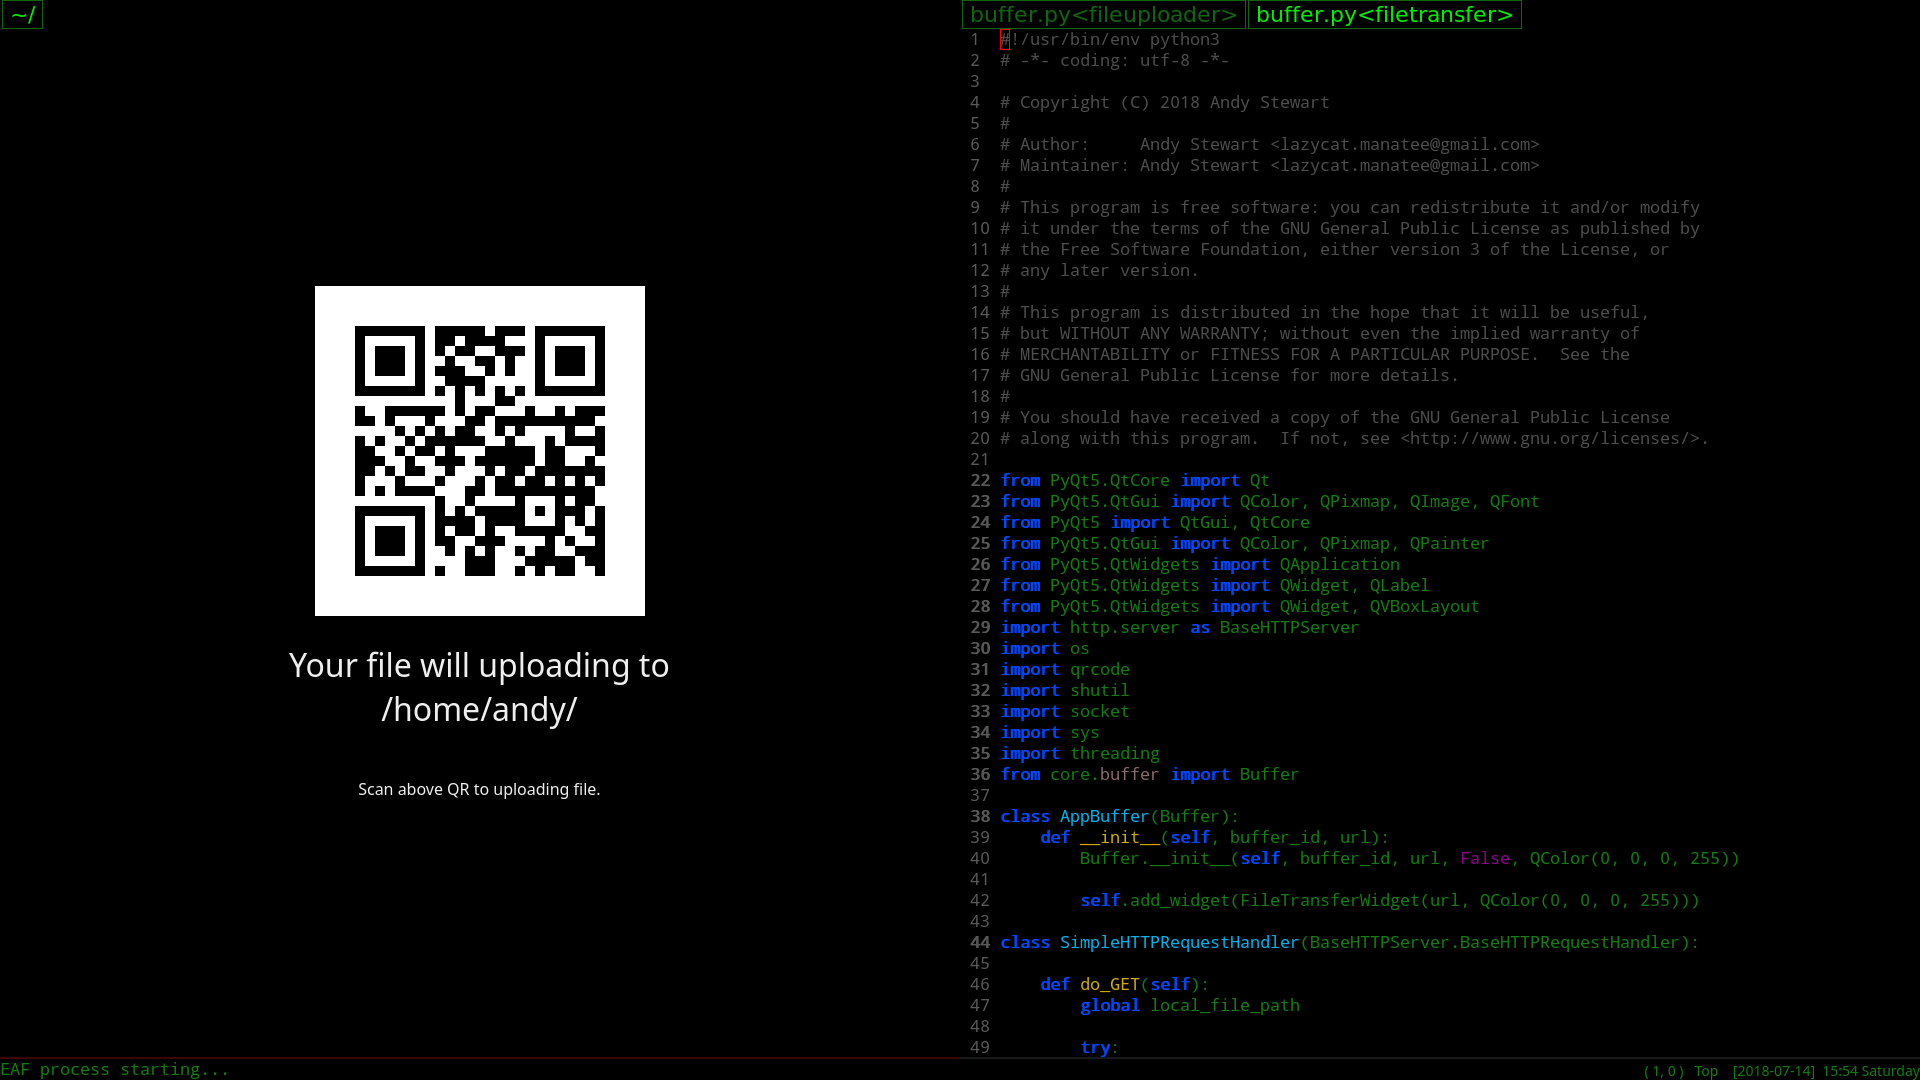 ~/
Your file will uploading to
/home/andy/
Scan above QR to uploading file.
buffer.py<fileuploader> buffer.py<filetransfer>
1 #!/usr/bin/env python3
2 # -*- coding: utf-8 -*-
3
4 # Copyright (C) 2018 Andy Stewart
5 #
6 # Author:     Andy Stewart <lazycat.manatee@gmail.com>
7 # Maintainer: Andy Stewart <lazycat.manatee@gmail.com>
8 #
9 # This program is free software: you can redistribute it and/or modify
10 # it under the terms of the GNU General Public License as published by
11 # the Free Software Foundation, either version 3 of the License, or
12 # any later version.
13 #
14 # This program is distributed in the hope that it will be useful,
15 # but WITHOUT ANY WARRANTY; without even the implied warranty of
16 # MERCHANTABILITY or FITNESS FOR A PARTICULAR PURPOSE.  See the
17 # GNU General Public License for more details.
18 #
19 # You should have received a copy of the GNU General Public License
20 # along with this program.  If not, see <http://www.gnu.org/licenses/>.
21
22 from PyQt5.QtCore import Qt
23 from PyQt5.QtGui import QColor, QPixmap, QImage, QFont
24 from PyQt5 import QtGui, QtCore
25 from PyQt5.QtGui import QColor, QPixmap, QPainter
26 from PyQt5.QtWidgets import QApplication
27 from PyQt5.QtWidgets import QWidget, QLabel
28 from PyQt5.QtWidgets import QWidget, QVBoxLayout
29 import http.server as BaseHTTPServer
30 import os
31 import qrcode
32 import shutil
33 import socket
34 import sys
35 import threading
36 from core.buffer import Buffer
37
38 class AppBuffer(Buffer):
39     def __init__(self, buffer_id, url):
40         Buffer.__init__(self, buffer_id, url, False, QColor(0, 0, 0, 255))
41
42         self.add_widget(FileTransferWidget(url, QColor(0, 0, 0, 255)))
43
44 class SimpleHTTPRequestHandler(BaseHTTPServer.BaseHTTPRequestHandler):
45
46     def do_GET(self):
47         global local_file_path
48
49         try:
EAF process starting...
( 1, 0 ) Top [2018-07-14] 15:54 Saturday